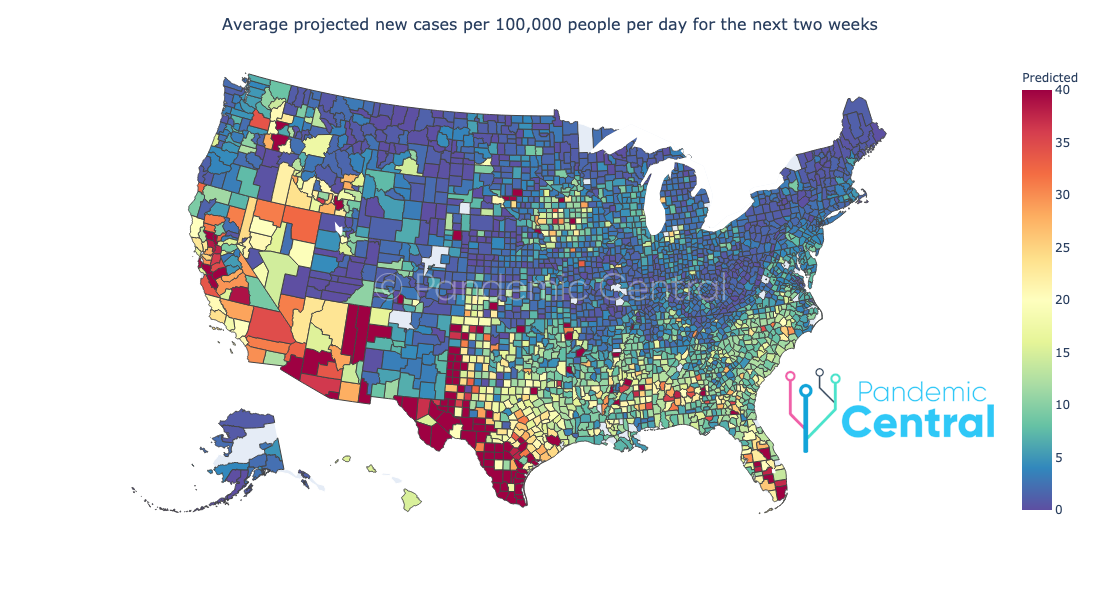 Average projected new cases per 100,000 people per day for the next two weeks
Predicted
40
35
30
25
20
15
10
5
0
© Pandemic Central
Pandemic
Central